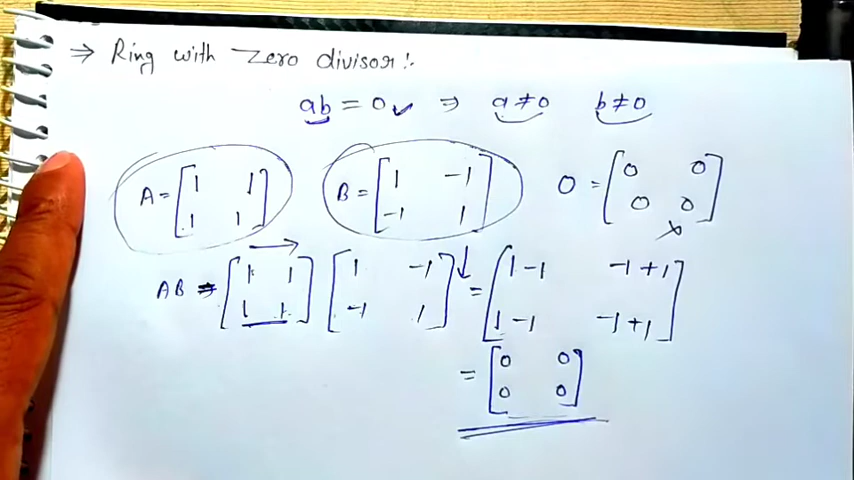 ⇒ Ring with Zero divisor:-
ab = 0 ✓ ⇒ a≠0 b≠0
A = [1 1; 1 1] B = [1 -1; -1 1] 0 = [0 0; 0 0]
AB ⇒ [1 1; 1 1] [1 -1; -1 1] ↓ = [1-1 -1+1; 1-1 -1+1]
= [0 0; 0 0]